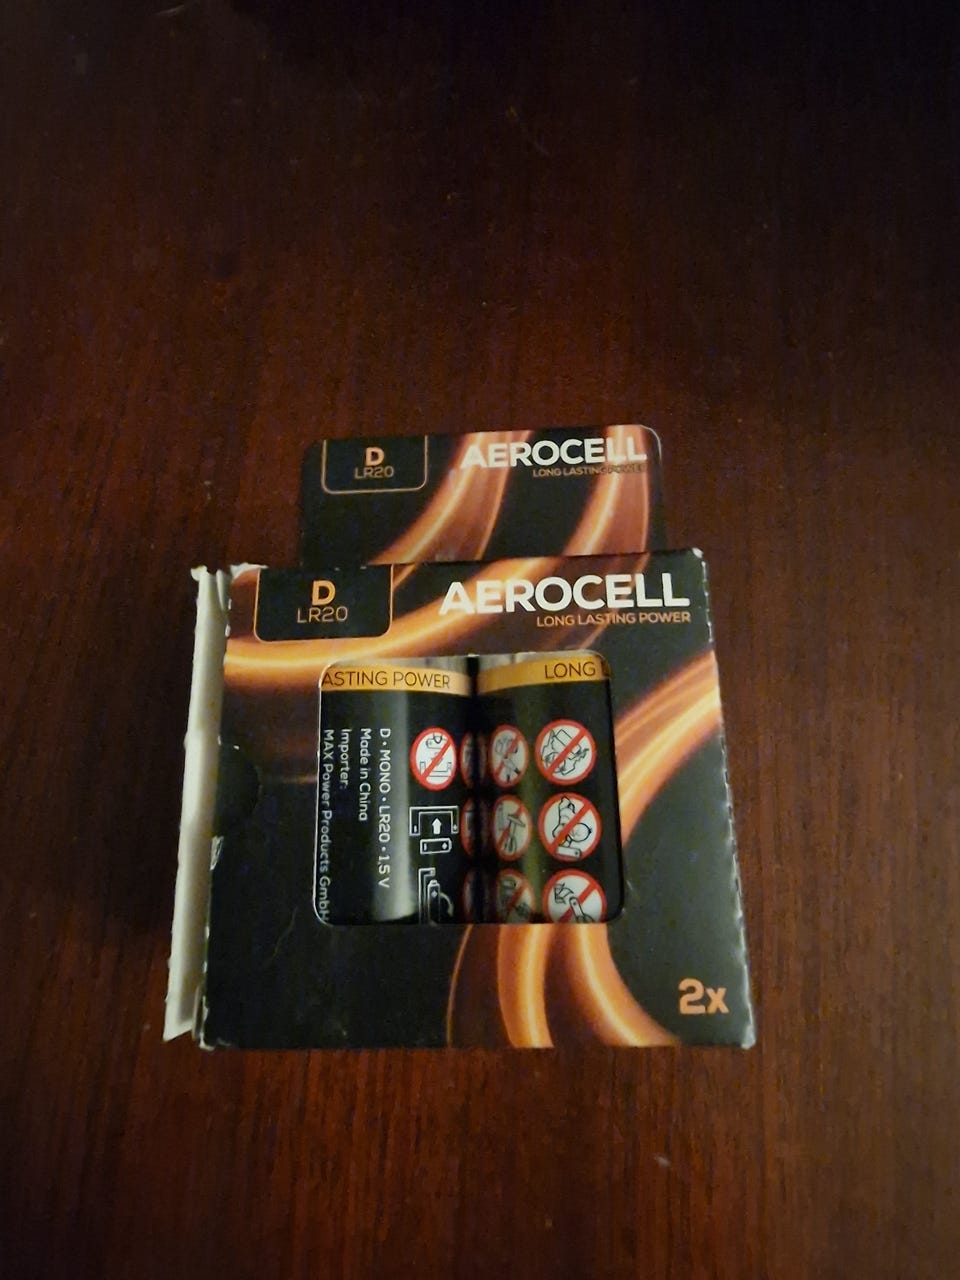 D
LR20
AEROCELL
LONG LASTING POWER
D
LR20
AEROCELL
LONG LASTING POWER
ASTING POWER
LONG
D • MONO • LR20 • 1,5 V
Made in China
Importer:
MAX Power Products GmbH
2x